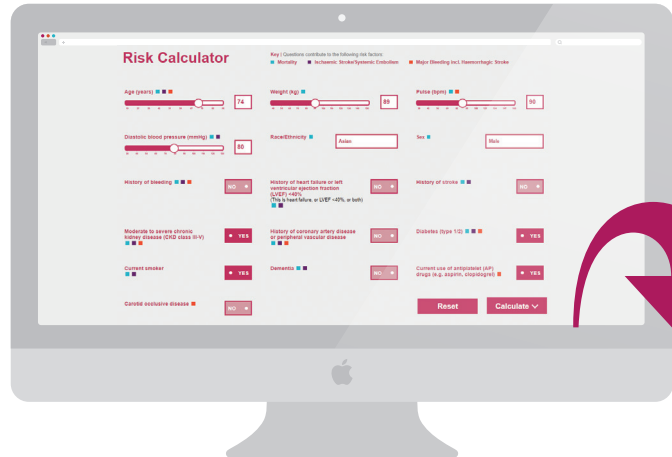 Risk Calculator
Key | Questions contribute to the following risk factors
Mortality Ischaemic Stroke/Systemic Embolism Major Bleeding incl. Haemorrhagic Stroke
Age (years)
74
Weight (kg)
89
Pulse (bpm)
90
Diastolic blood pressure (mmHg)
80
Race/Ethnicity
Asian
Sex
Male
History of bleeding
NO
History of heart failure or left
ventricular ejection fraction
(LVEF) <40%
(This is heart failure, or LVEF <40%, or both)
NO
History of stroke
NO
Moderate to severe chronic
kidney disease (CKD class III-V)
YES
History of coronary artery disease
or peripheral vascular disease
NO
Diabetes (type 1/2)
YES
Current smoker
YES
Dementia
NO
Current use of antiplatelet (AP)
drugs (e.g. aspirin, clopidogrel)
YES
Carotid occlusive disease
NO
Reset
Calculate